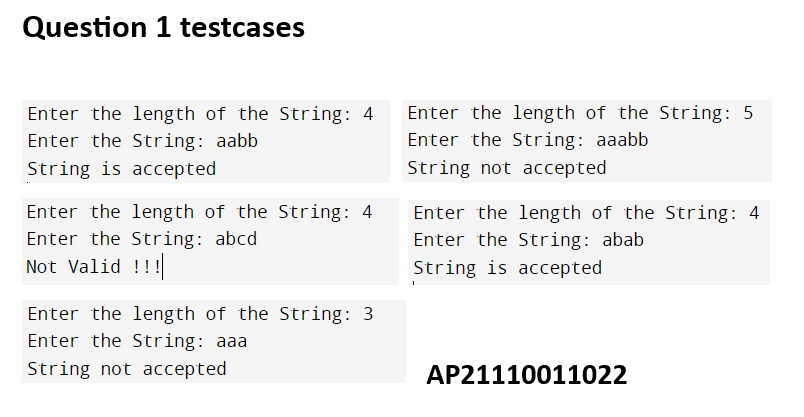 Question 1 testcases
Enter the length of the String: 4
Enter the String: aabb
String is accepted
Enter the length of the String: 5
Enter the String: aaabb
String not accepted
Enter the length of the String: 4
Enter the String: abcd
Not Valid !!!
Enter the length of the String: 4
Enter the String: abab
String is accepted
Enter the length of the String: 3
Enter the String: aaa
String not accepted
AP21110011022